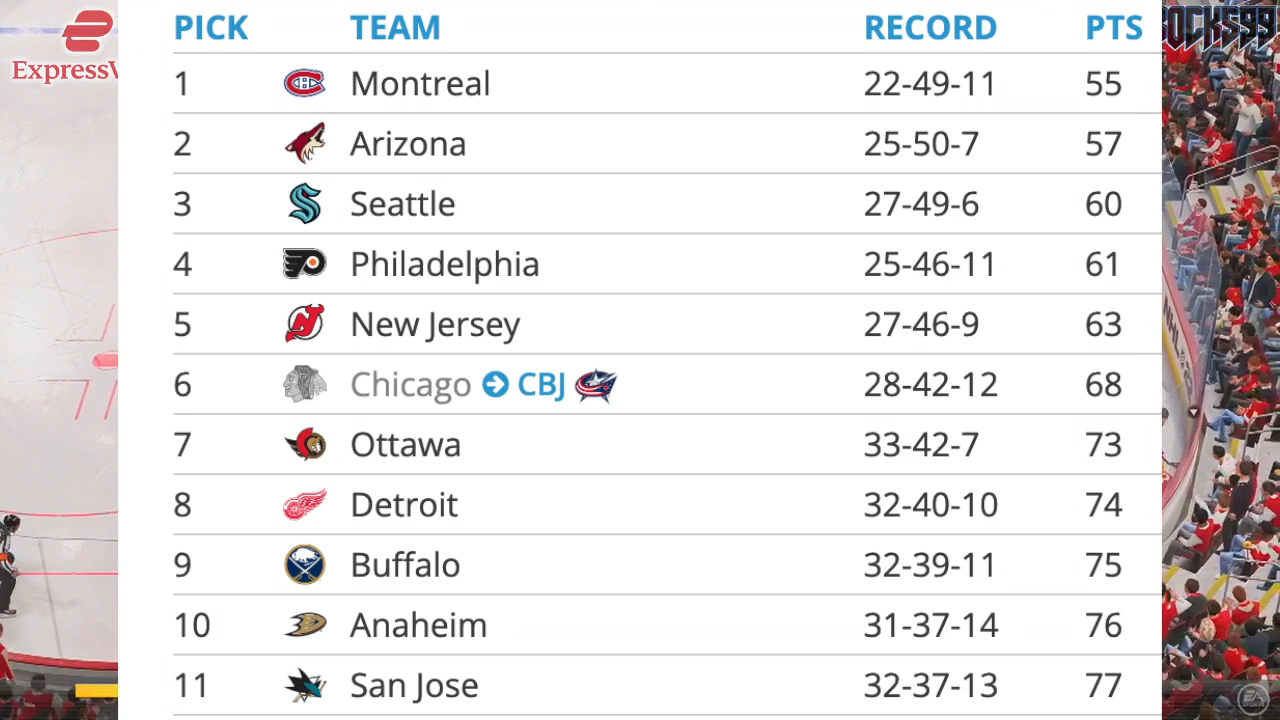 PICK TEAM RECORD PTS
ExpressV
1 Montreal 22-49-11 55
2 Arizona 25-50-7 57
3 Seattle 27-49-6 60
4 Philadelphia 25-46-11 61
5 New Jersey 27-46-9 63
6 Chicago CBJ 28-42-12 68
7 Ottawa 33-42-7 73
8 Detroit 32-40-10 74
9 Buffalo 32-39-11 75
10 Anaheim 31-37-14 76
11 San Jose 32-37-13 77
NHL
EA